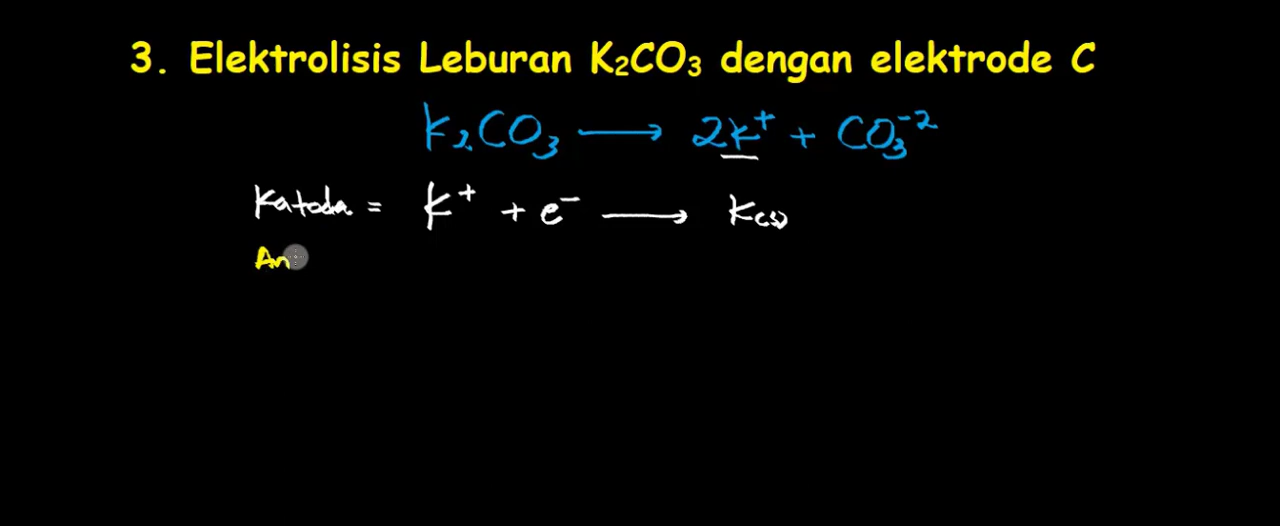 3. Elektrolisis Leburan K₂CO₃ dengan elektrode C
K₂CO₃ → 2K⁺ + CO₃⁻²
Katoda = K⁺ + e⁻ → K(s)
An